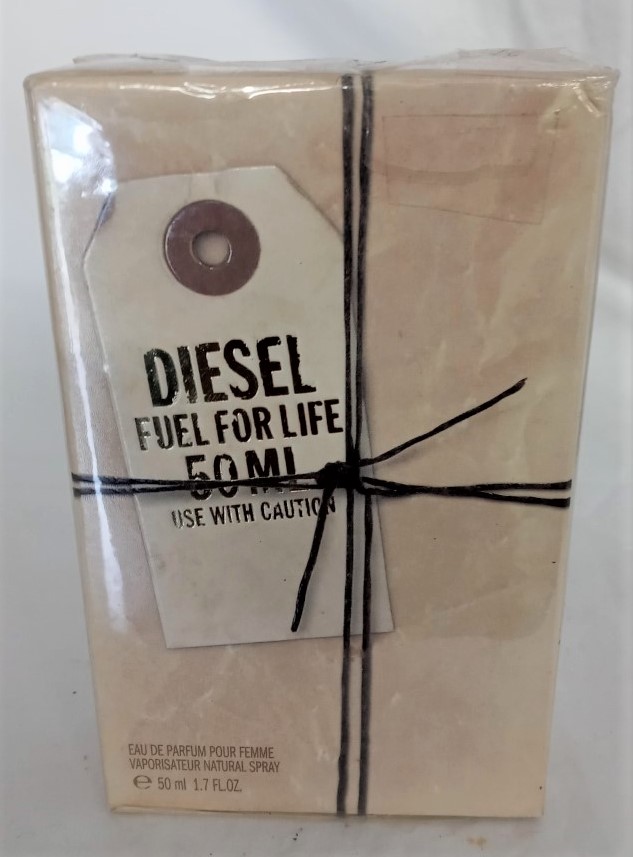 DIESEL
FUEL FOR LIFE
50 ML
USE WITH CAUTION
EAU DE PARFUM POUR FEMME
VAPORISATEUR NATURAL SPRAY
℮ 50 ml 1.7 FL.OZ.